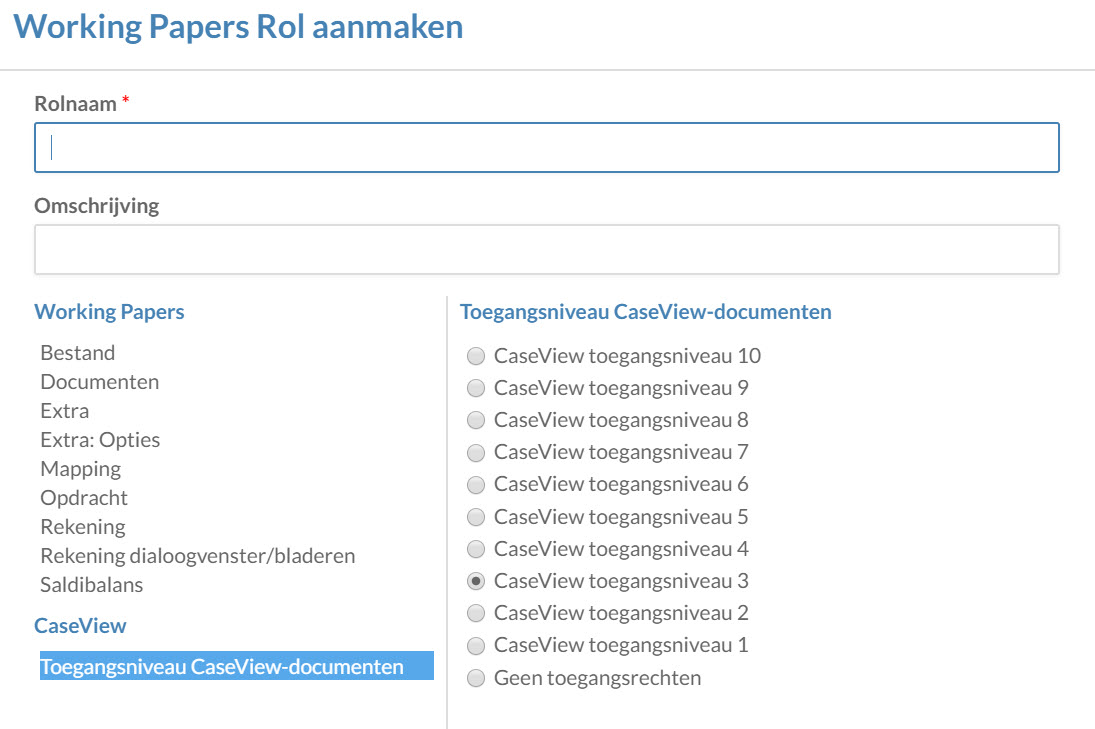 Working Papers Rol aanmaken
Rolnaam *
Omschrijving
Working Papers
Bestand
Documenten
Extra
Extra: Opties
Mapping
Opdracht
Rekening
Rekening dialoogvenster/bladeren
Saldibalans
CaseView
Toegangsniveau CaseView-documenten
Toegangsniveau CaseView-documenten
CaseView toegangsniveau 10
CaseView toegangsniveau 9
CaseView toegangsniveau 8
CaseView toegangsniveau 7
CaseView toegangsniveau 6
CaseView toegangsniveau 5
CaseView toegangsniveau 4
CaseView toegangsniveau 3
CaseView toegangsniveau 2
CaseView toegangsniveau 1
Geen toegangsrechten